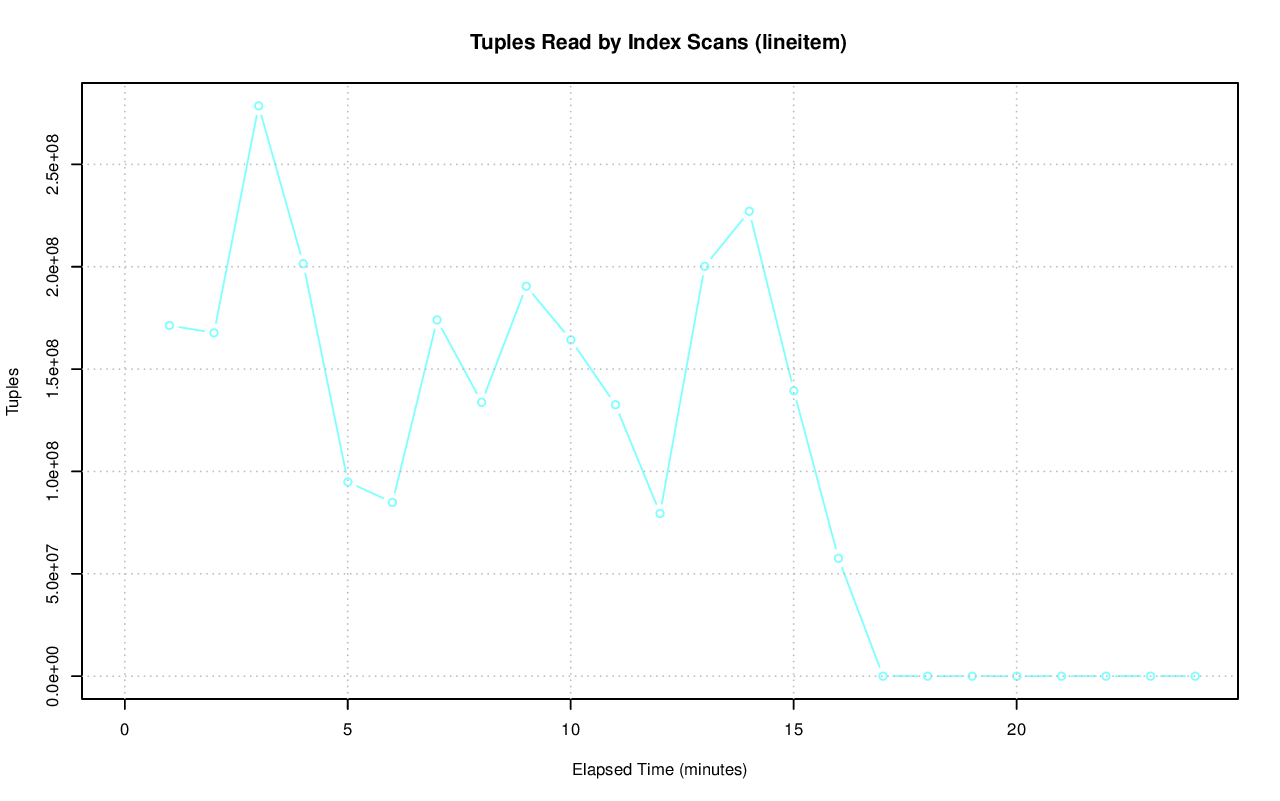 Tuples Read by Index Scans (lineitem)
Tuples
2.5e+08
2.0e+08
1.5e+08
1.0e+08
5.0e+07
0.0e+00
0 5 10 15 20
Elapsed Time (minutes)